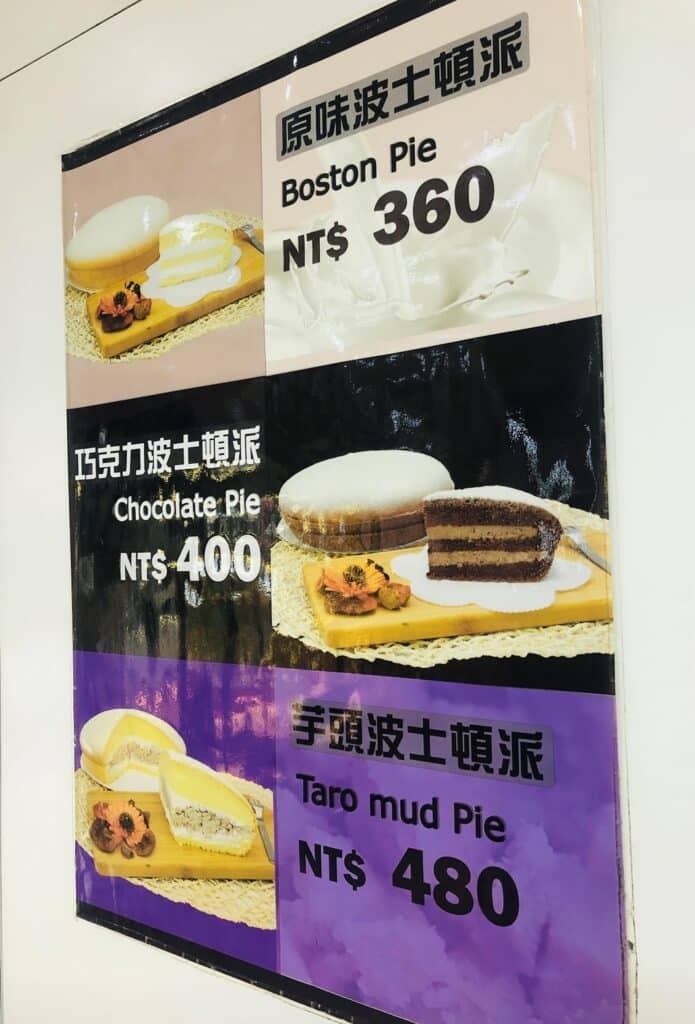 原味波士頓派
Boston Pie
NT$ 360
巧克力波士頓派
Chocolate Pie
NT$ 400
芋頭波士頓派
Taro mud Pie
NT$ 480